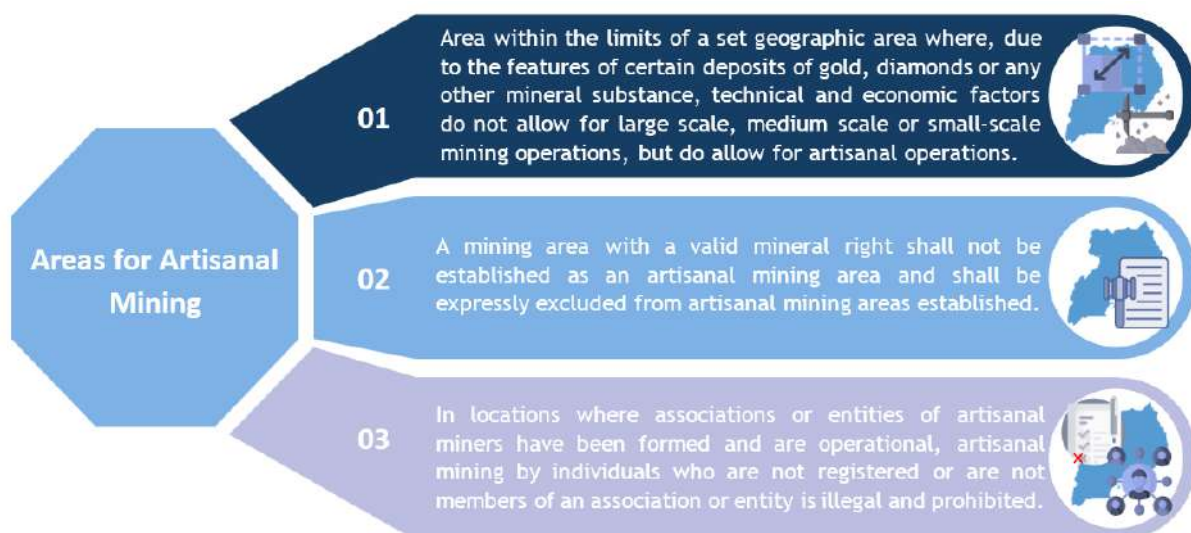 Areas for Artisanal
Mining
01
Area within the limits of a set geographic area where, due
to the features of certain deposits of gold, diamonds or any
other mineral substance, technical and economic factors
do not allow for large scale, medium scale or small-scale
mining operations, but do allow for artisanal operations.
02
A mining area with a valid mineral right shall not be
established as an artisanal mining area and shall be
expressly excluded from artisanal mining areas established.
03
In locations where associations or entities of artisanal
miners have been formed and are operational, artisanal
mining by individuals who are not registered or are not
members of an association or entity is illegal and prohibited.